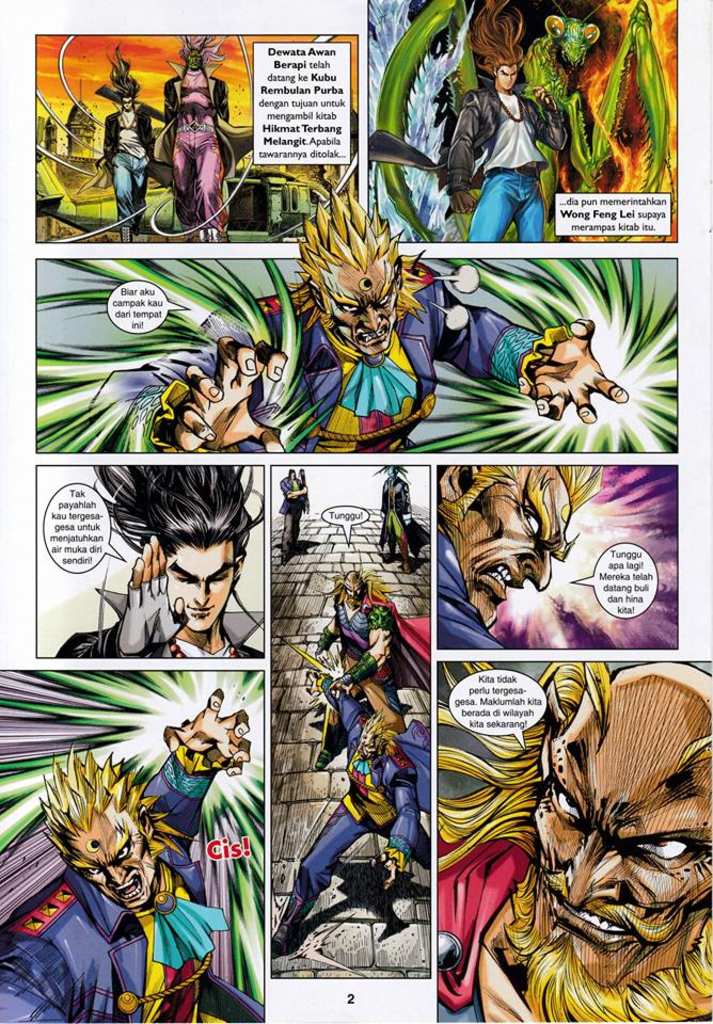 Dewata Awan
Berapi telah
datang ke Kubu
Rembulan Purba
dengan tujuan untuk
mengambil kitab
Hikmat Terbang
Melangit. Apabila
tawarannya ditolak...
...dia pun memerintahkan
Wong Feng Lei supaya
merampas kitab itu.
Biar aku
campak kau
dari tempat
ini!
Tak
payahlah
kau tergesa-
gesa untuk
menjatuhkan
air muka diri
sendiri!
Tunggu!
Tunggu
apa lagi!
Mereka telah
datang buli
dan hina
kita!
Cis!
Kita tidak
perlu tergesa-
gesa. Maklumlah kita
berada di wilayah
kita sekarang!
2